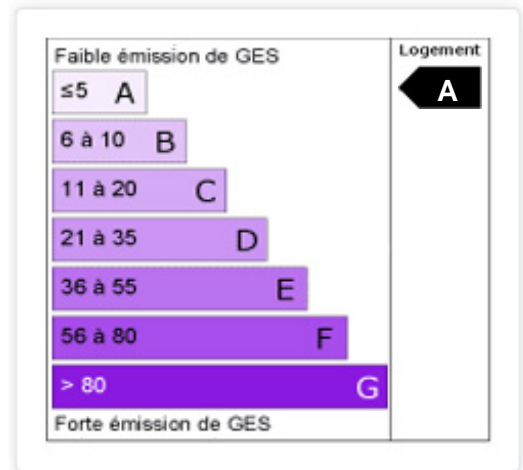 Faible émission de GES
Logement
≤5 A
A
6 à 10 B
11 à 20 C
21 à 35 D
36 à 55 E
56 à 80 F
> 80 G
Forte émission de GES